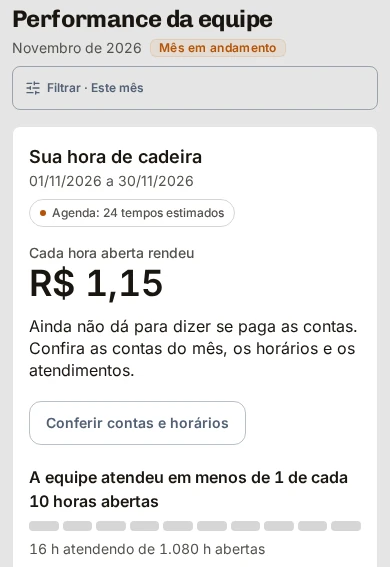 Performance da equipe
Novembro de 2026 Mês em andamento
Filtrar · Este mês
Sua hora de cadeira
01/11/2026 a 30/11/2026
Agenda: 24 tempos estimados
Cada hora aberta rendeu
R$ 1,15
Ainda não dá para dizer se paga as contas.
Confira as contas do mês, os horários e os
atendimentos.
Conferir contas e horários
A equipe atendeu em menos de 1 de cada
10 horas abertas
16 h atendendo de 1.080 h abertas